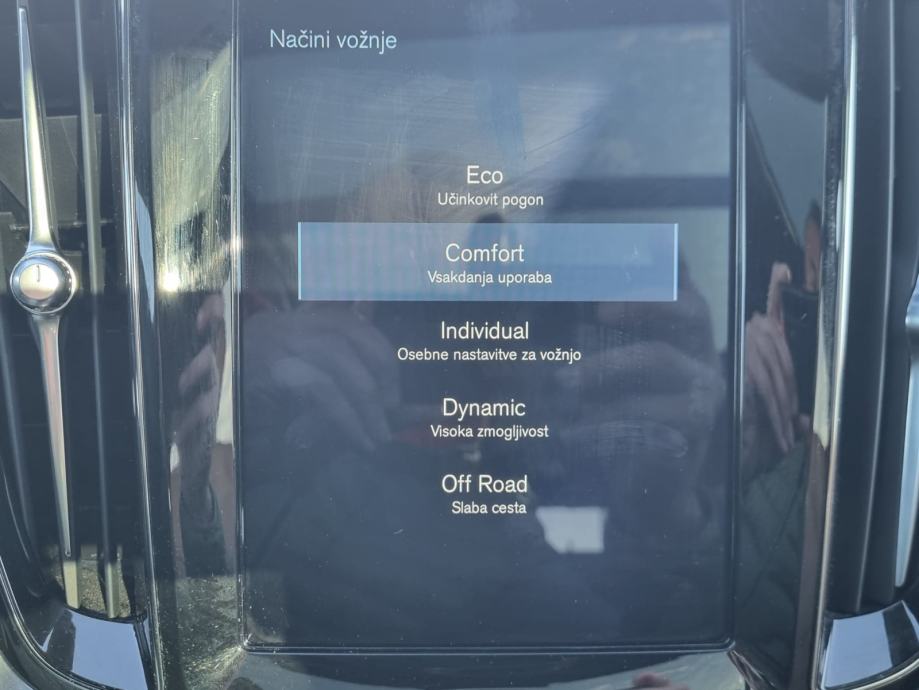 Načini vožnje
Eco
Učinkovit pogon
Comfort
Vsakdanja uporaba
Individual
Osebne nastavitve za vožnjo
Dynamic
Visoka zmogljivost
Off Road
Slaba cesta